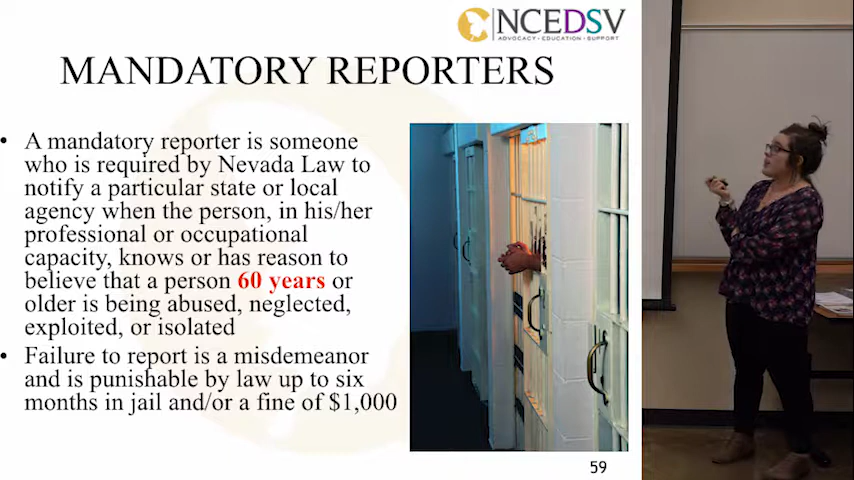 NCEDSV
ADVOCACY • EDUCATION • SUPPORT
MANDATORY REPORTERS
• A mandatory reporter is someone
who is required by Nevada Law to
notify a particular state or local
agency when the person, in his/her
professional or occupational
capacity, knows or has reason to
believe that a person 60 years or
older is being abused, neglected,
exploited, or isolated
• Failure to report is a misdemeanor
and is punishable by law up to six
months in jail and/or a fine of $1,000
59